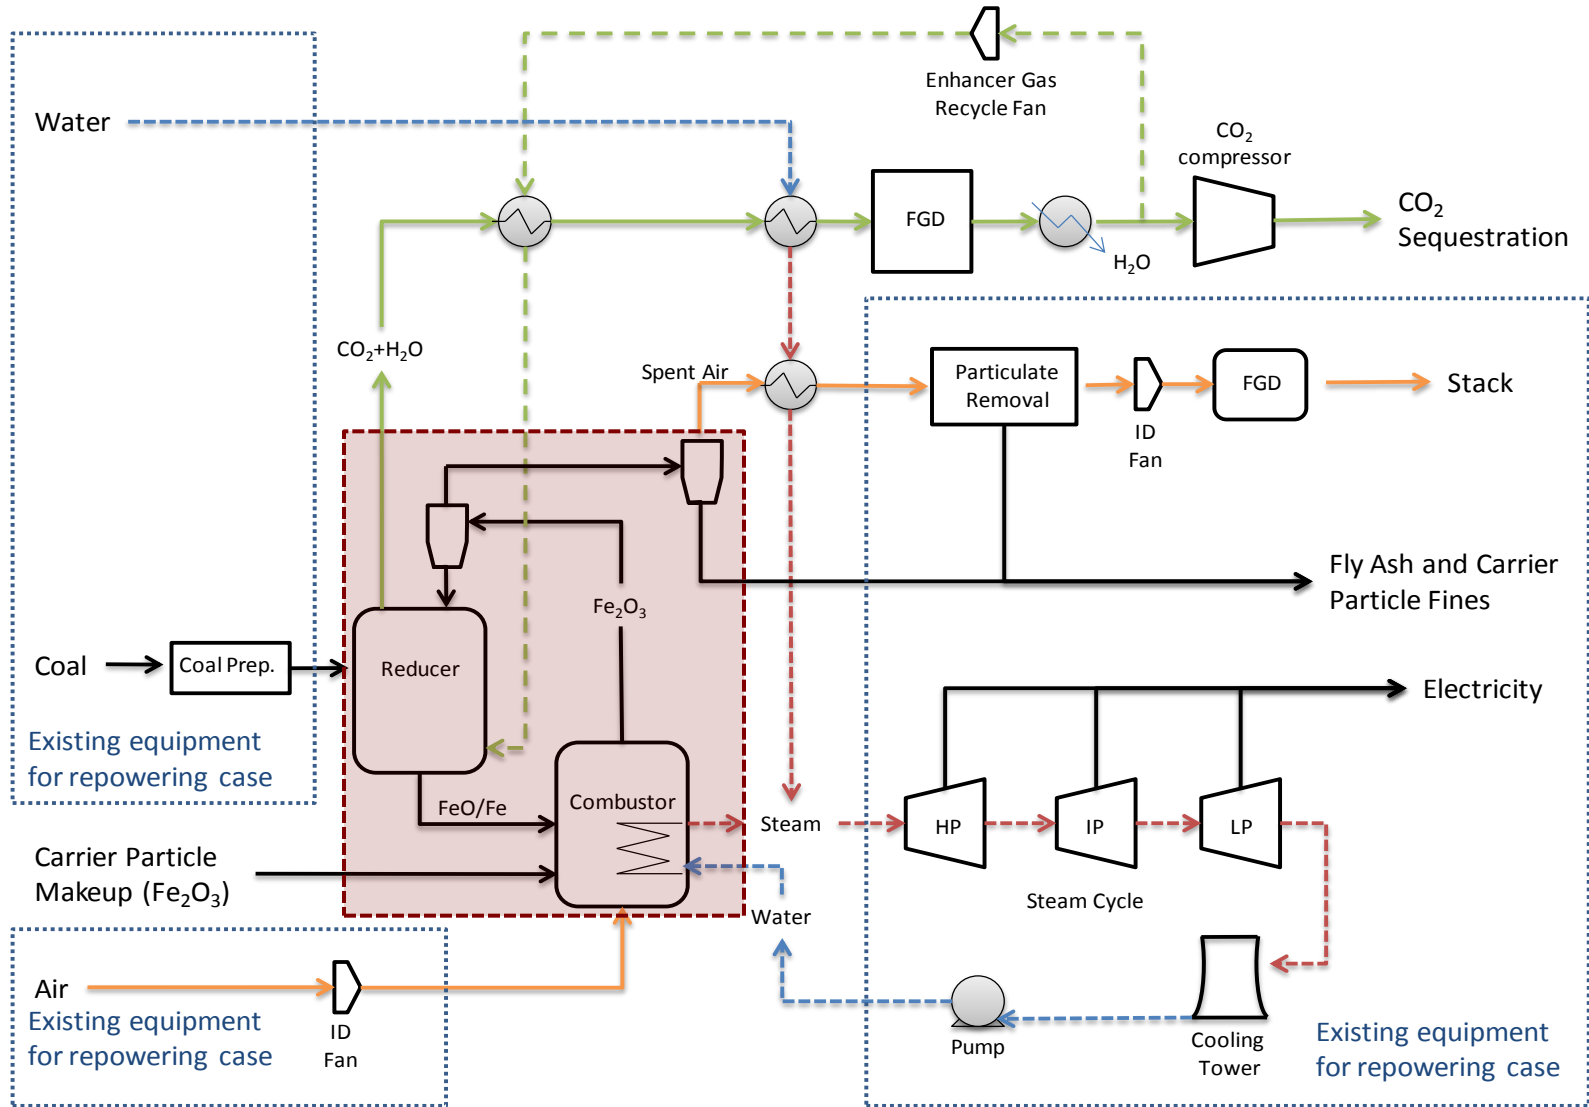 Enhancer Gas
Recycle Fan
Water
CO₂
compressor
FGD
CO₂
Sequestration
H₂O
CO₂+H₂O
Spent Air
Particulate
Removal
FGD
Stack
ID
Fan
Fe₂O₃
Fly Ash and Carrier
Particle Fines
Coal
Coal Prep.
Reducer
Electricity
Existing equipment
for repowering case
FeO/Fe
Combustor
Steam
HP
IP
LP
Carrier Particle
Makeup (Fe₂O₃)
Steam Cycle
Water
Air
Existing equipment
for repowering case
ID
Fan
Pump
Cooling
Tower
Existing equipment
for repowering case